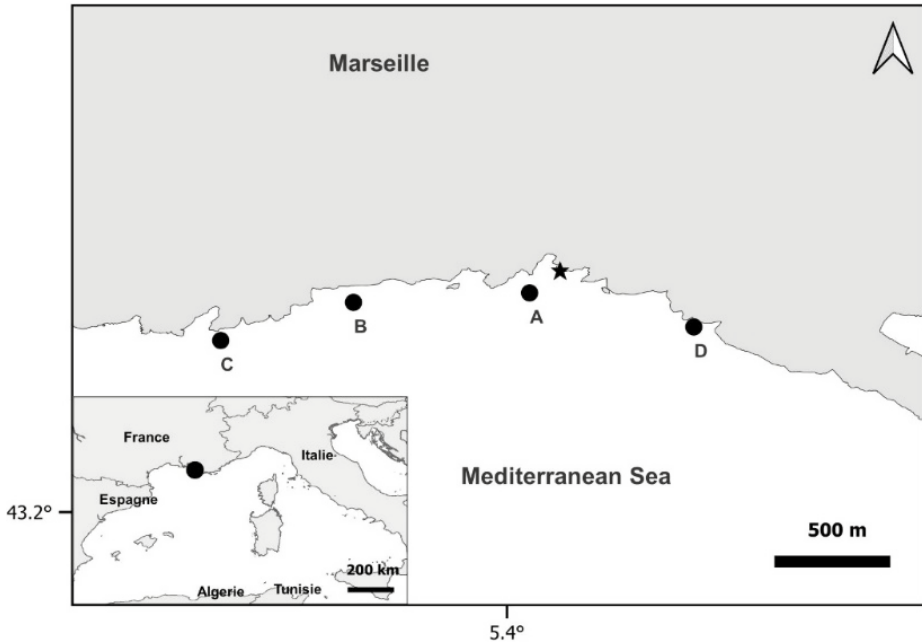 Marseille
A
B
C
D
France
Italie
Espagne
Mediterranean Sea
43.2°
500 m
200 km
Algerie
Tunisie
5.4°